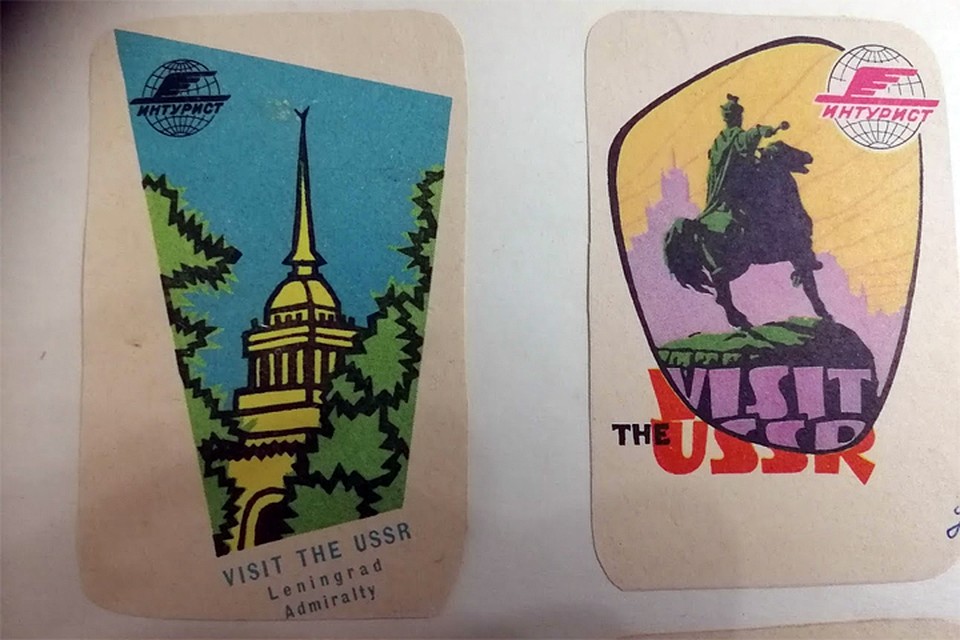 ИНТУРИСТ
VISIT THE USSR
Leningrad
Admiralty
ИНТУРИСТ
VISIT
THE USSR